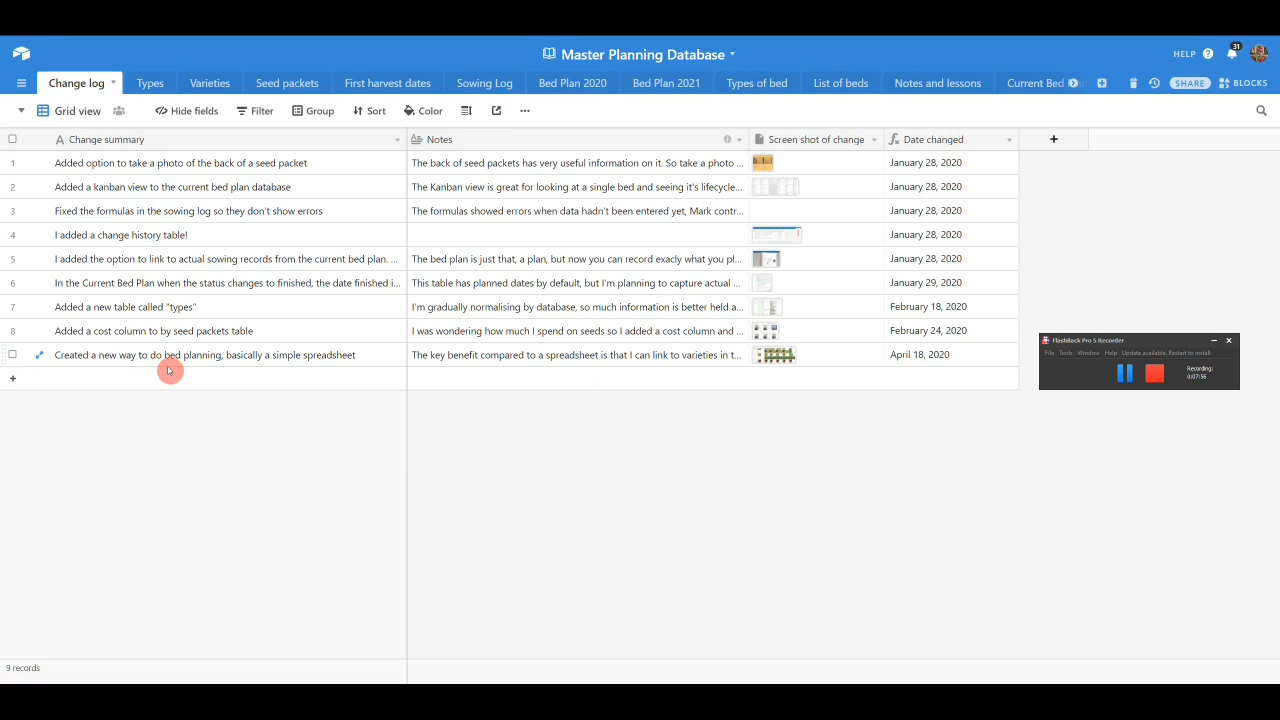 Master Planning Database
HELP
31
Change log
Types
Varieties
Seed packets
First harvest dates
Sowing Log
Bed Plan 2020
Bed Plan 2021
Types of bed
List of beds
Notes and lessons
Current Bed
SHARE
BLOCKS
Grid view
Hide fields
Filter
Group
Sort
Color
Change summary
Notes
Screen shot of change
Date changed
1 Added option to take a photo of the back of a seed packet The back of seed packets has very useful information on it. So take a photo ... January 28, 2020
2 Added a kanban view to the current bed plan database The Kanban view is great for looking at a single bed and seeing it's lifecycle... January 28, 2020
3 Fixed the formulas in the sowing log so they don't show errors The formulas showed errors when data hadn't been entered yet, Mark contr... January 28, 2020
4 I added a change history table! January 28, 2020
5 I added the option to link to actual sowing records from the current bed plan. ... The bed plan is just that, a plan, but now you can record exacly what you pl... January 28, 2020
6 In the Current Bed Plan when the status changes to finished, the date finished i... This table has planned dates by default, but I'm planning to capture actual ... January 29, 2020
7 Added a new table called "types" I'm gradually normalising by database, so much information is better held a... February 18, 2020
8 Added a cost column to by seed packets table I was wondering how much I spend on seeds so I added a cost column and ... February 24, 2020
Creared a new way to do bed planning, basically a simple spreadsheet The key benefit compared to a spreadsheet is that I can link to varieties in t... April 18, 2020
FlashBack Pro 5 Recorder
File Tools Window Help Update available. Restart to install
Recording:
0:07:56
9 records